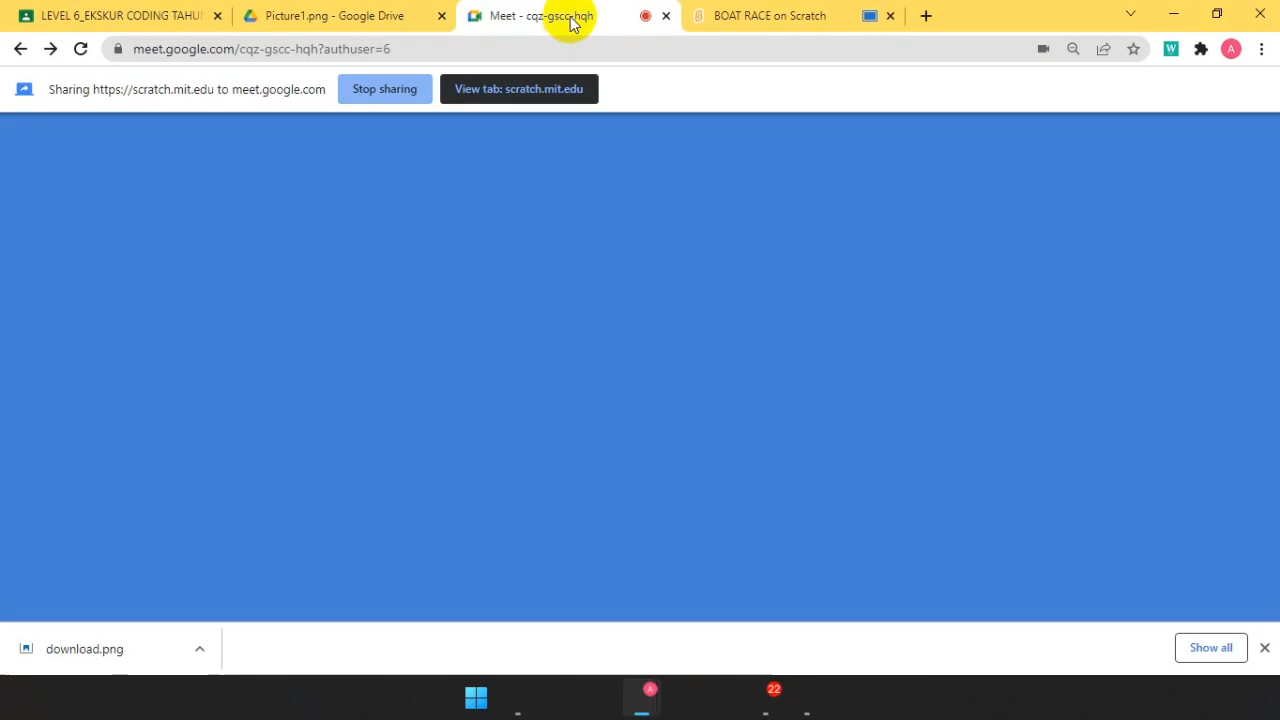 LEVEL 6_EKSKUR CODING TAHUN
Picture1.png - Google Drive
Meet - cqz-gscc-hqh
BOAT RACE on Scratch
meet.google.com/cqz-gscc-hqh?authuser=6
W
A
Sharing https://scratch.mit.edu to meet.google.com
Stop sharing
View tab: scratch.mit.edu
download.png
Show all
A
22